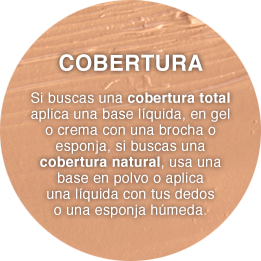 COBERTURA
Si buscas una cobertura total
aplica una base líquida, en gel
o crema con una brocha o
esponja, si buscas una
cobertura natural, usa una
base en polvo o aplica
una líquida con tus dedos
o una esponja húmeda.